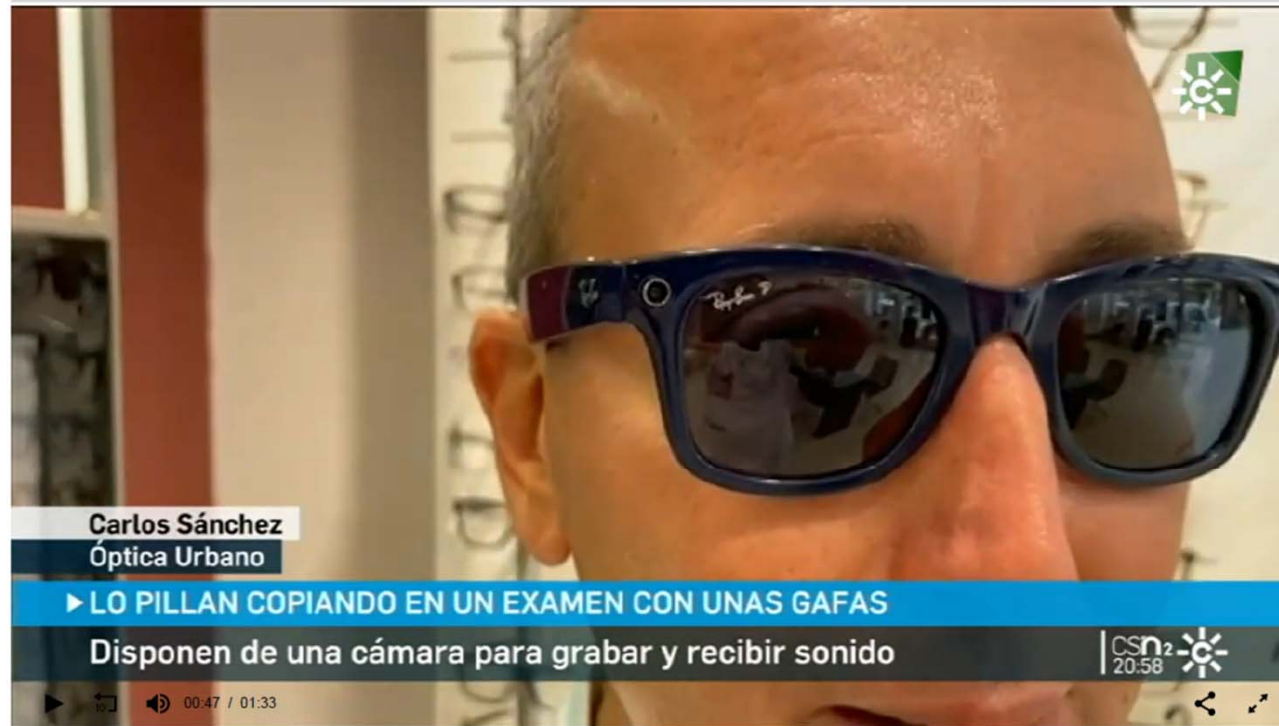 Ray-Ban P
Carlos Sánchez
Óptica Urbano
LO PILLAN COPIANDO EN UN EXAMEN CON UNAS GAFAS
Disponen de una cámara para grabar y recibir sonido
CSn2
20:58
C
C
10
00:47 / 01:33